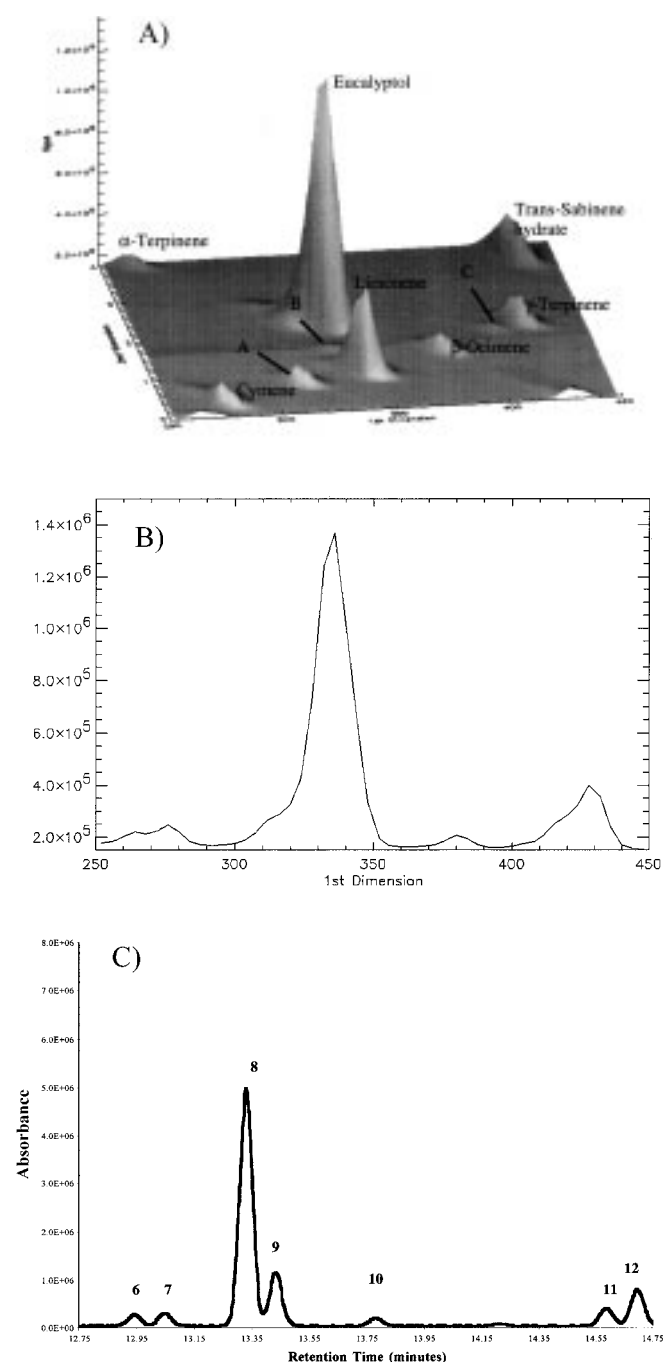 A)
Eucalyptol
Trans-Sabinene
hydrate
α-Terpinene
C
Limonene
γ-Terpinene
B
A
β-Ocimene
Cymene
B)
1.4×10⁶
1.2×10⁶
1.0×10⁶
8.0×10⁵
6.0×10⁵
4.0×10⁵
2.0×10⁵
250 300 350 400 450
1st Dimension
C)
8.0E+06
7.0E+06
6.0E+06
5.0E+06
4.0E+06
3.0E+06
2.0E+06
1.0E+06
0.0E+00
Absorbance
8
9
6 7 10 11 12
12.75 12.95 13.15 13.35 13.55 13.75 13.95 14.15 14.35 14.55 14.75
Retention Time (minutes)